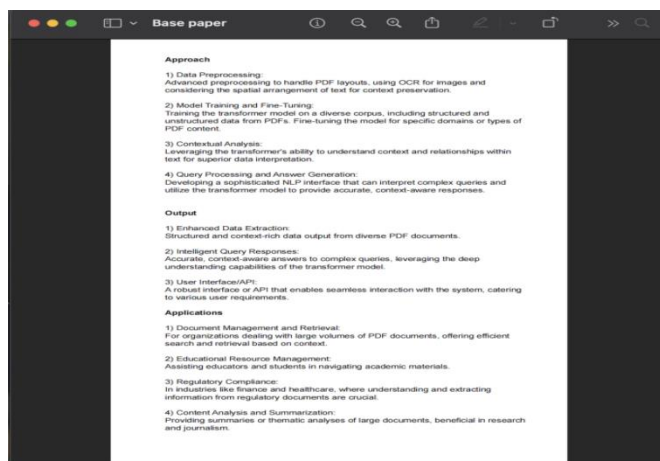 Base paper
Approach
1) Data Preprocessing:
Advanced preprocessing to handle PDF layouts, using OCR for images and
considering the spatial arrangement of text for context preservation.
2) Model Training and Fine-Tuning:
Training the transformer model on a diverse corpus, including structured and
unstructured data from PDFs. Fine-tuning the model for specific domains or types of
PDF content.
3) Contextual Analysis:
Leveraging the transformer's ability to understand context and relationships within
text for superior data interpretation.
4) Query Processing and Answer Generation:
Developing a sophisticated NLP interface that can interpret complex queries and
utilize the transformer model to provide accurate, context-aware responses.
Output
1) Enhanced Data Extraction:
Structured and context-rich data output from diverse PDF documents.
2) Intelligent Query Responses:
Accurate, context-aware answers to complex queries, leveraging the deep
understanding capabilities of the transformer model.
3) User Interface/API:
A robust interface or API that enables seamless interaction with the system, catering
to various user requirements.
Applications
1) Document Management and Retrieval:
For organizations dealing with large volumes of PDF documents, offering efficient
search and retrieval based on context.
2) Educational Resource Management:
Assisting educators and students in navigating academic materials.
3) Regulatory Compliance:
In industries like finance and healthcare, where understanding and extracting
information from regulatory documents are crucial.
4) Content Analysis and Summarization:
Providing summaries or thematic analyses of large documents, beneficial in research
and journalism.